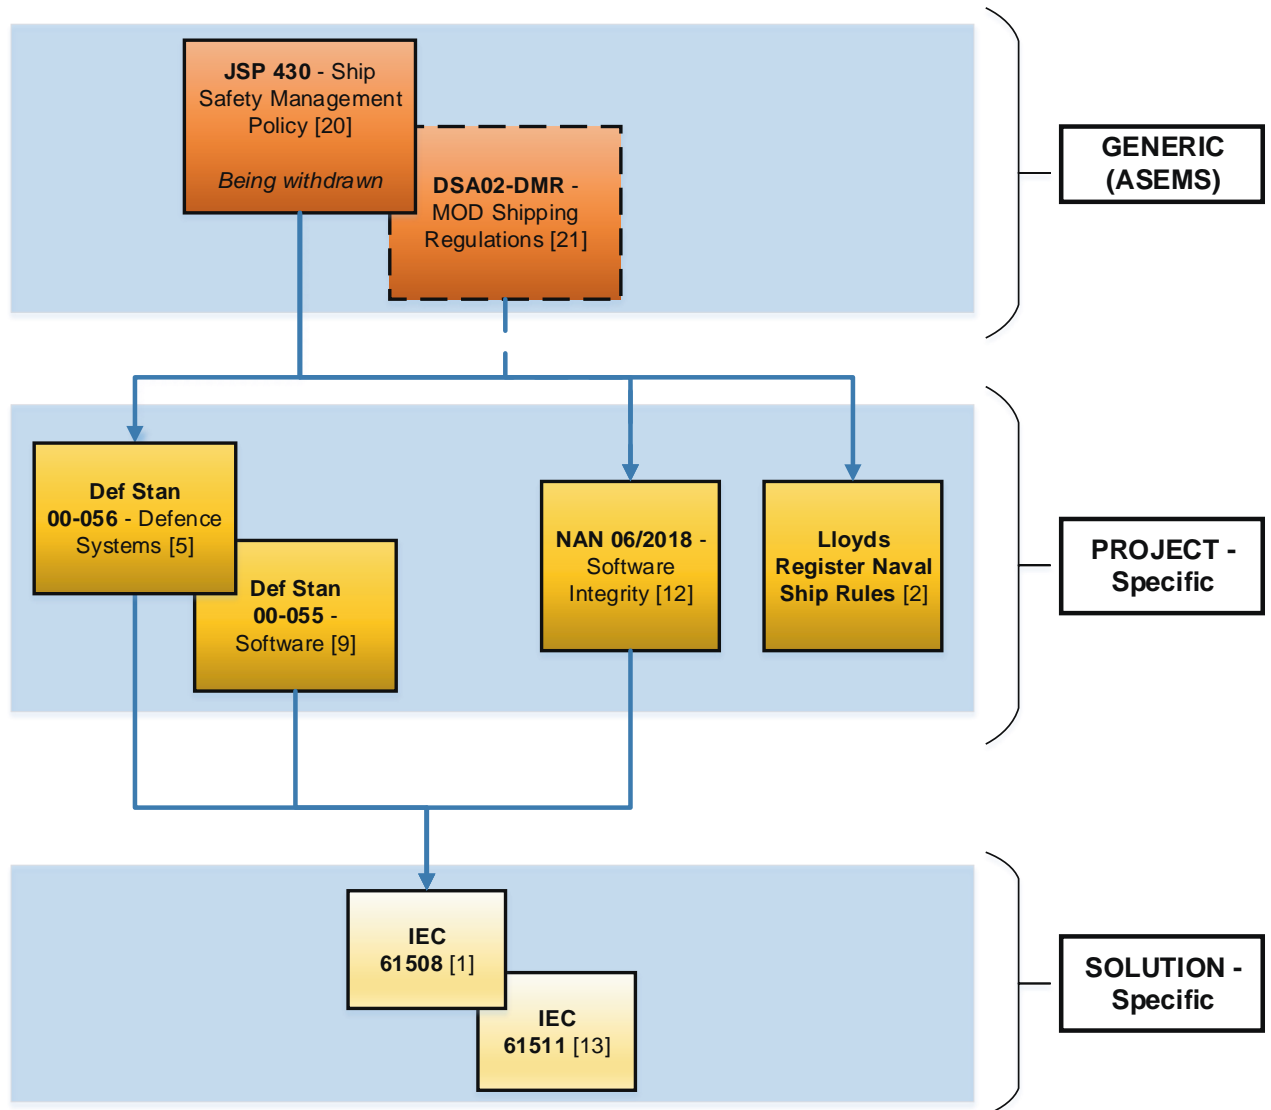 JSP 430 - Ship
Safety Management
Policy [20]
Being withdrawn
DSA02-DMR -
MOD Shipping
Regulations [21]
GENERIC
(ASEMS)
Def Stan
00-056 - Defence
Systems [5]
Def Stan
00-055 -
Software [9]
NAN 06/2018 -
Software
Integrity [12]
Lloyds
Register Naval
Ship Rules [2]
PROJECT -
Specific
IEC
61508 [1]
IEC
61511 [13]
SOLUTION -
Specific